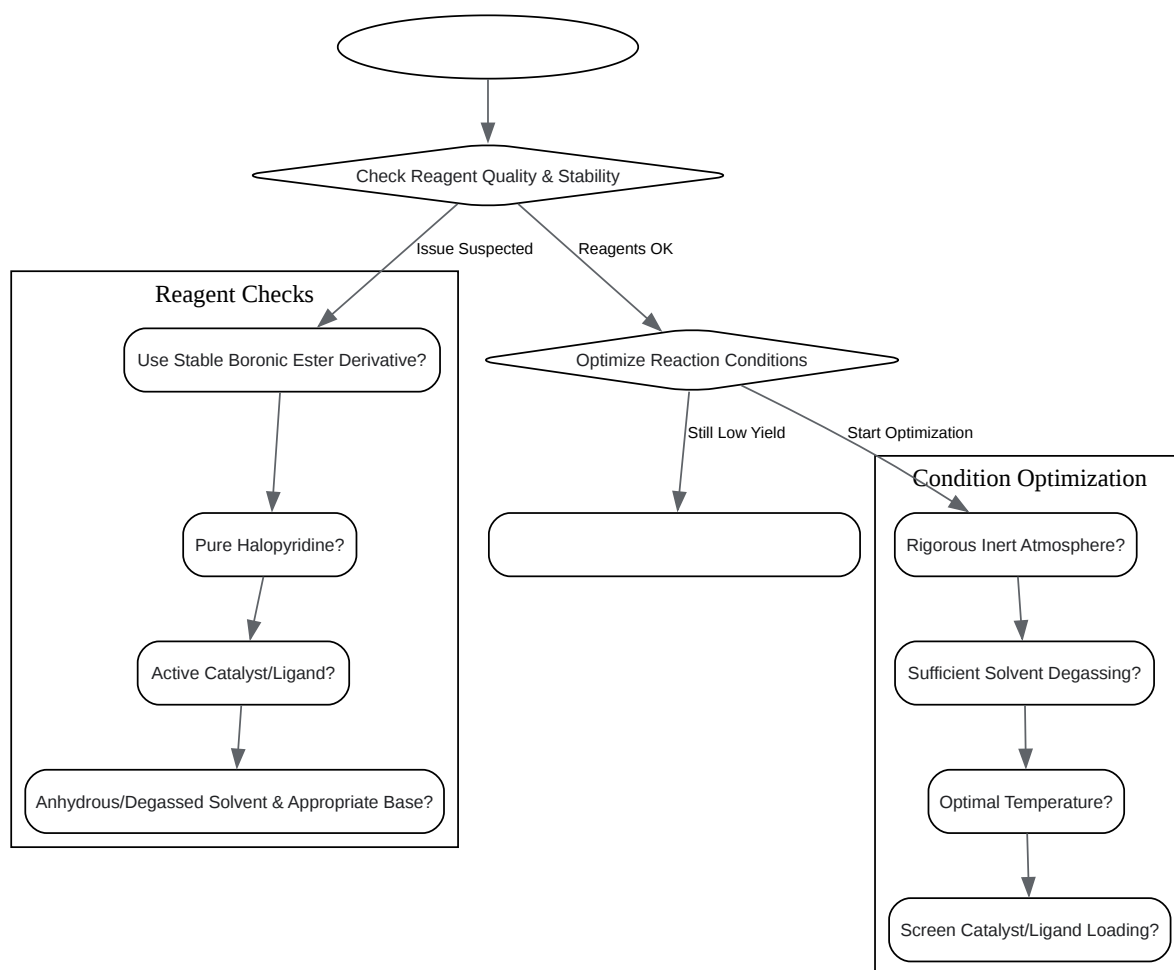 Check Reagent Quality & Stability
Issue Suspected
Reagents OK
Reagent Checks
Use Stable Boronic Ester Derivative?
Optimize Reaction Conditions
Still Low Yield
Start Optimization
Condition Optimization
Pure Halopyridine?
Rigorous Inert Atmosphere?
Active Catalyst/Ligand?
Sufficient Solvent Degassing?
Anhydrous/Degassed Solvent & Appropriate Base?
Optimal Temperature?
Screen Catalyst/Ligand Loading?